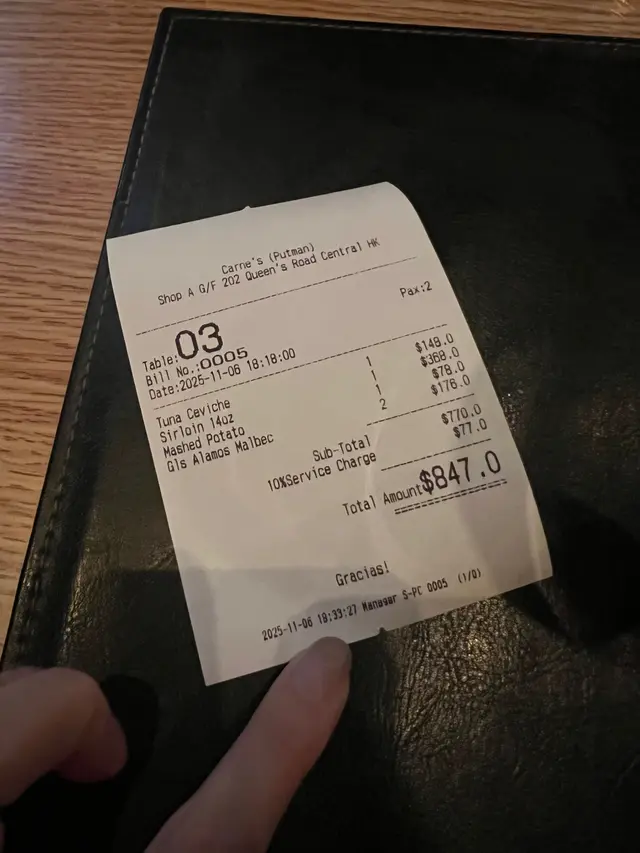 Carne's (Putman)
Shop A G/F 202 Queen's Road Central HK
Pax:2
Table:03
Bill No.:0005
Date:2025-11-06 18:18:00
Tuna Ceviche 1 $148.0
Sirloin 14oz 1 $368.0
Mashed Potato 1 $78.0
Gls Alamos Malbec 2 $176.0
Sub-Total $770.0
10%Service Charge $77.0
Total Amount $847.0
Gracias!
2025-11-06 18:33:27 Manager S-PC 0005 (1/0)